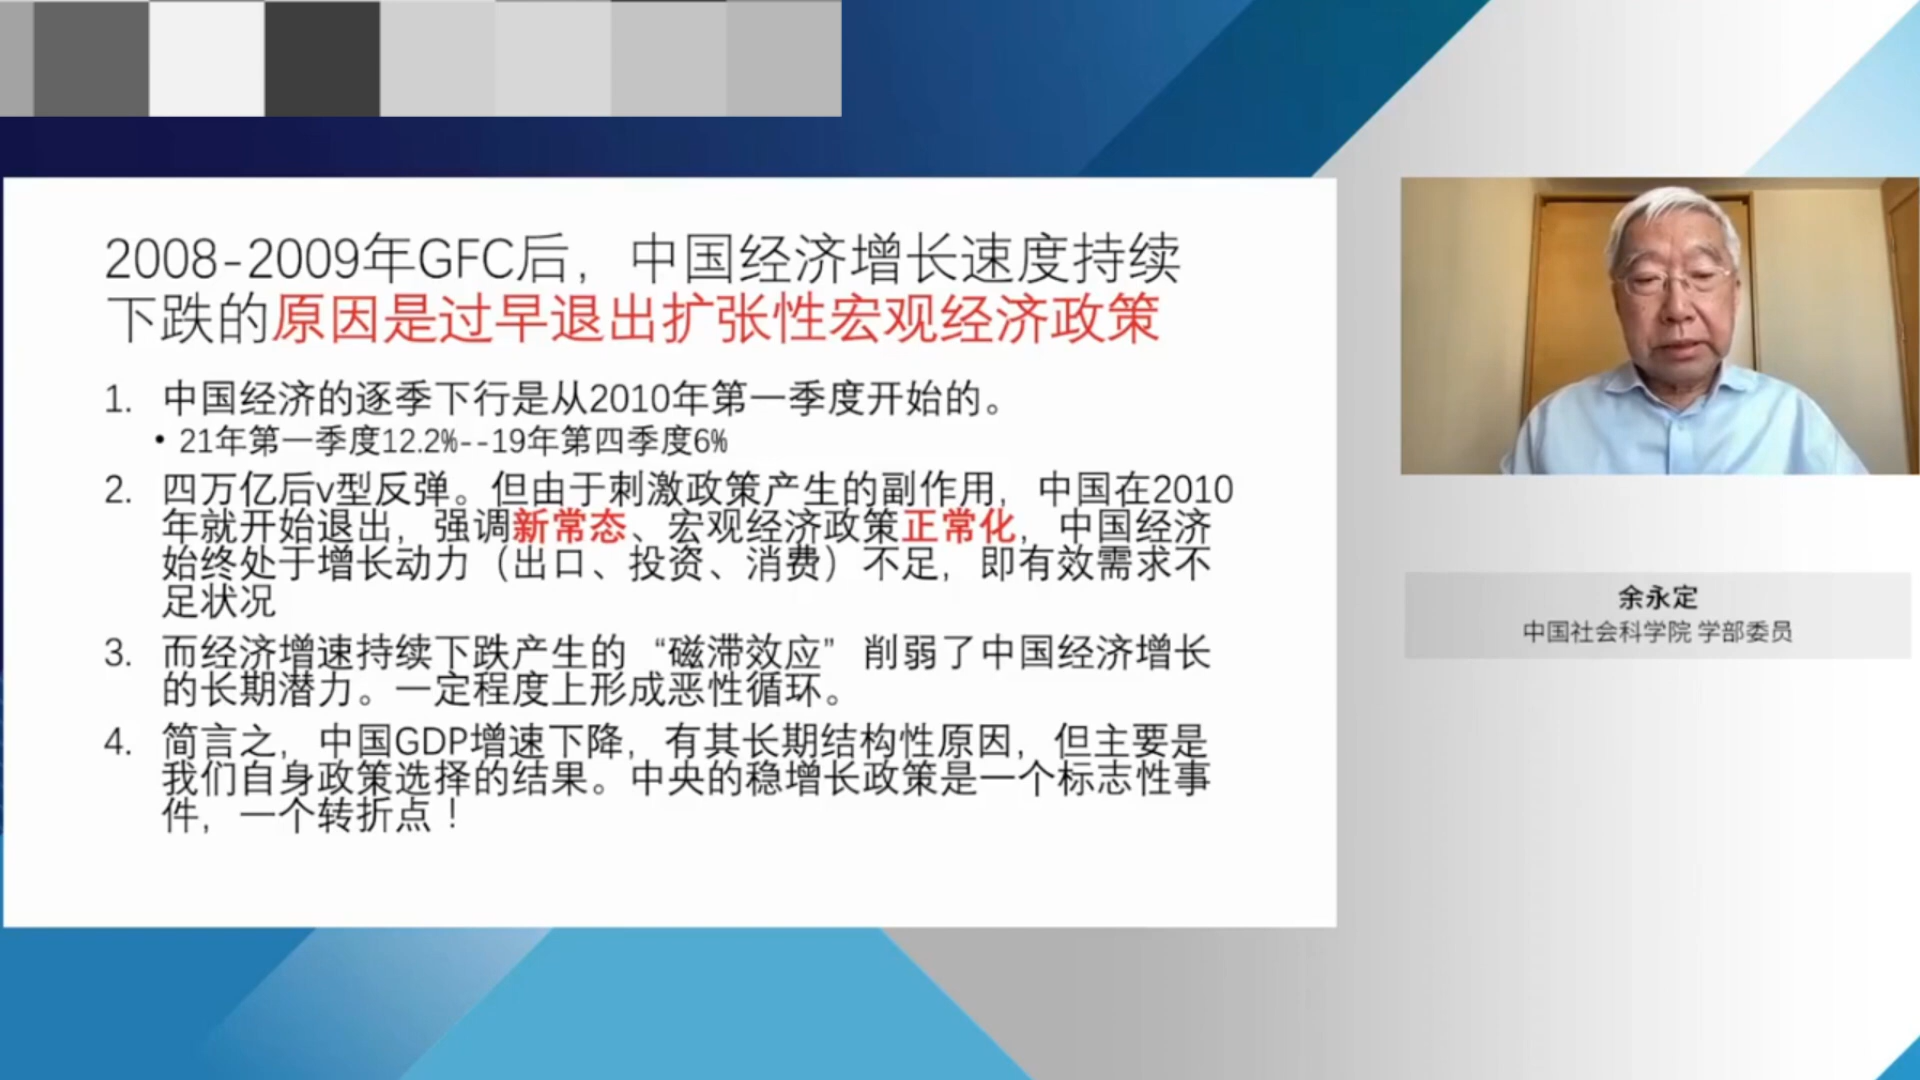 2008-2009年GFC后，中国经济增长速度持续
下跌的原因是过早退出扩张性宏观经济政策
1. 中国经济的逐季下行是从2010年第一季度开始的。
• 21年第一季度12.2%--19年第四季度6%
2. 四万亿后v型反弹。但由于刺激政策产生的副作用，中国在2010
年就开始退出，强调新常态、宏观经济政策正常化，中国经济
始终处于增长动力（出口、投资、消费）不足，即有效需求不
足状况
3. 而经济增速持续下跌产生的“磁滞效应”削弱了中国经济增长
的长期潜力。一定程度上形成恶性循环。
4. 简言之，中国GDP增速下降，有其长期结构性原因，但主要是
我们自身政策选择的结果。中央的稳增长政策是一个标志性事
件，一个转折点！
余永定
中国社会科学院 学部委员